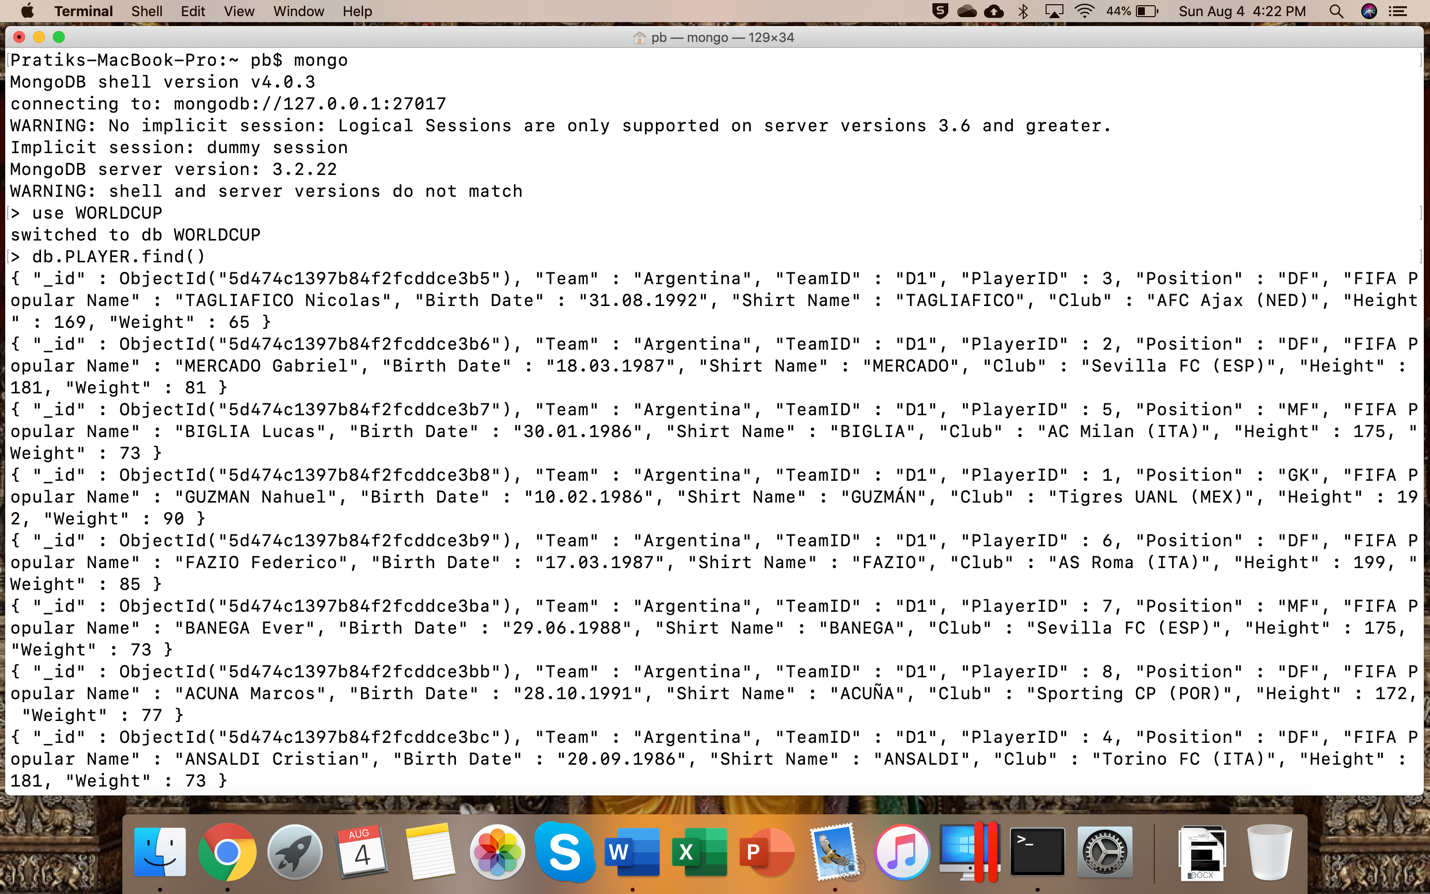 Terminal Shell Edit View Window Help 44% Sun Aug 4 4:22 PM
pb — mongo — 129×34
Pratiks-MacBook-Pro:~ pb$ mongo
MongoDB shell version v4.0.3
connecting to: mongodb://127.0.0.1:27017
WARNING: No implicit session: Logical Sessions are only supported on server versions 3.6 and greater.
Implicit session: dummy session
MongoDB server version: 3.2.22
WARNING: shell and server versions do not match
> use WORLDCUP
switched to db WORLDCUP
> db.PLAYER.find()
{ "_id" : ObjectId("5d474c1397b84f2fcddce3b5"), "Team" : "Argentina", "TeamID" : "D1", "PlayerID" : 3, "Position" : "DF", "FIFA P
opular Name" : "TAGLIAFICO Nicolas", "Birth Date" : "31.08.1992", "Shirt Name" : "TAGLIAFICO", "Club" : "AFC Ajax (NED)", "Height
" : 169, "Weight" : 65 }
{ "_id" : ObjectId("5d474c1397b84f2fcddce3b6"), "Team" : "Argentina", "TeamID" : "D1", "PlayerID" : 2, "Position" : "DF", "FIFA P
opular Name" : "MERCADO Gabriel", "Birth Date" : "18.03.1987", "Shirt Name" : "MERCADO", "Club" : "Sevilla FC (ESP)", "Height" :
181, "Weight" : 81 }
{ "_id" : ObjectId("5d474c1397b84f2fcddce3b7"), "Team" : "Argentina", "TeamID" : "D1", "PlayerID" : 5, "Position" : "MF", "FIFA P
opular Name" : "BIGLIA Lucas", "Birth Date" : "30.01.1986", "Shirt Name" : "BIGLIA", "Club" : "AC Milan (ITA)", "Height" : 175, "
Weight" : 73 }
{ "_id" : ObjectId("5d474c1397b84f2fcddce3b8"), "Team" : "Argentina", "TeamID" : "D1", "PlayerID" : 1, "Position" : "GK", "FIFA P
opular Name" : "GUZMAN Nahuel", "Birth Date" : "10.02.1986", "Shirt Name" : "GUZMÁN", "Club" : "Tigres UANL (MEX)", "Height" : 19
2, "Weight" : 90 }
{ "_id" : ObjectId("5d474c1397b84f2fcddce3b9"), "Team" : "Argentina", "TeamID" : "D1", "PlayerID" : 6, "Position" : "DF", "FIFA P
opular Name" : "FAZIO Federico", "Birth Date" : "17.03.1987", "Shirt Name" : "FAZIO", "Club" : "AS Roma (ITA)", "Height" : 199, "
Weight" : 85 }
{ "_id" : ObjectId("5d474c1397b84f2fcddce3ba"), "Team" : "Argentina", "TeamID" : "D1", "PlayerID" : 7, "Position" : "MF", "FIFA P
opular Name" : "BANEGA Ever", "Birth Date" : "29.06.1988", "Shirt Name" : "BANEGA", "Club" : "Sevilla FC (ESP)", "Height" : 175,
"Weight" : 73 }
{ "_id" : ObjectId("5d474c1397b84f2fcddce3bb"), "Team" : "Argentina", "TeamID" : "D1", "PlayerID" : 8, "Position" : "DF", "FIFA P
opular Name" : "ACUNA Marcos", "Birth Date" : "28.10.1991", "Shirt Name" : "ACUÑA", "Club" : "Sporting CP (POR)", "Height" : 172,
"Weight" : 77 }
{ "_id" : ObjectId("5d474c1397b84f2fcddce3bc"), "Team" : "Argentina", "TeamID" : "D1", "PlayerID" : 4, "Position" : "DF", "FIFA P
opular Name" : "ANSALDI Cristian", "Birth Date" : "20.09.1986", "Shirt Name" : "ANSALDI", "Club" : "Torino FC (ITA)", "Height" :
181, "Weight" : 73 }
AUG
4
S
W
X
P
>_
DOCX